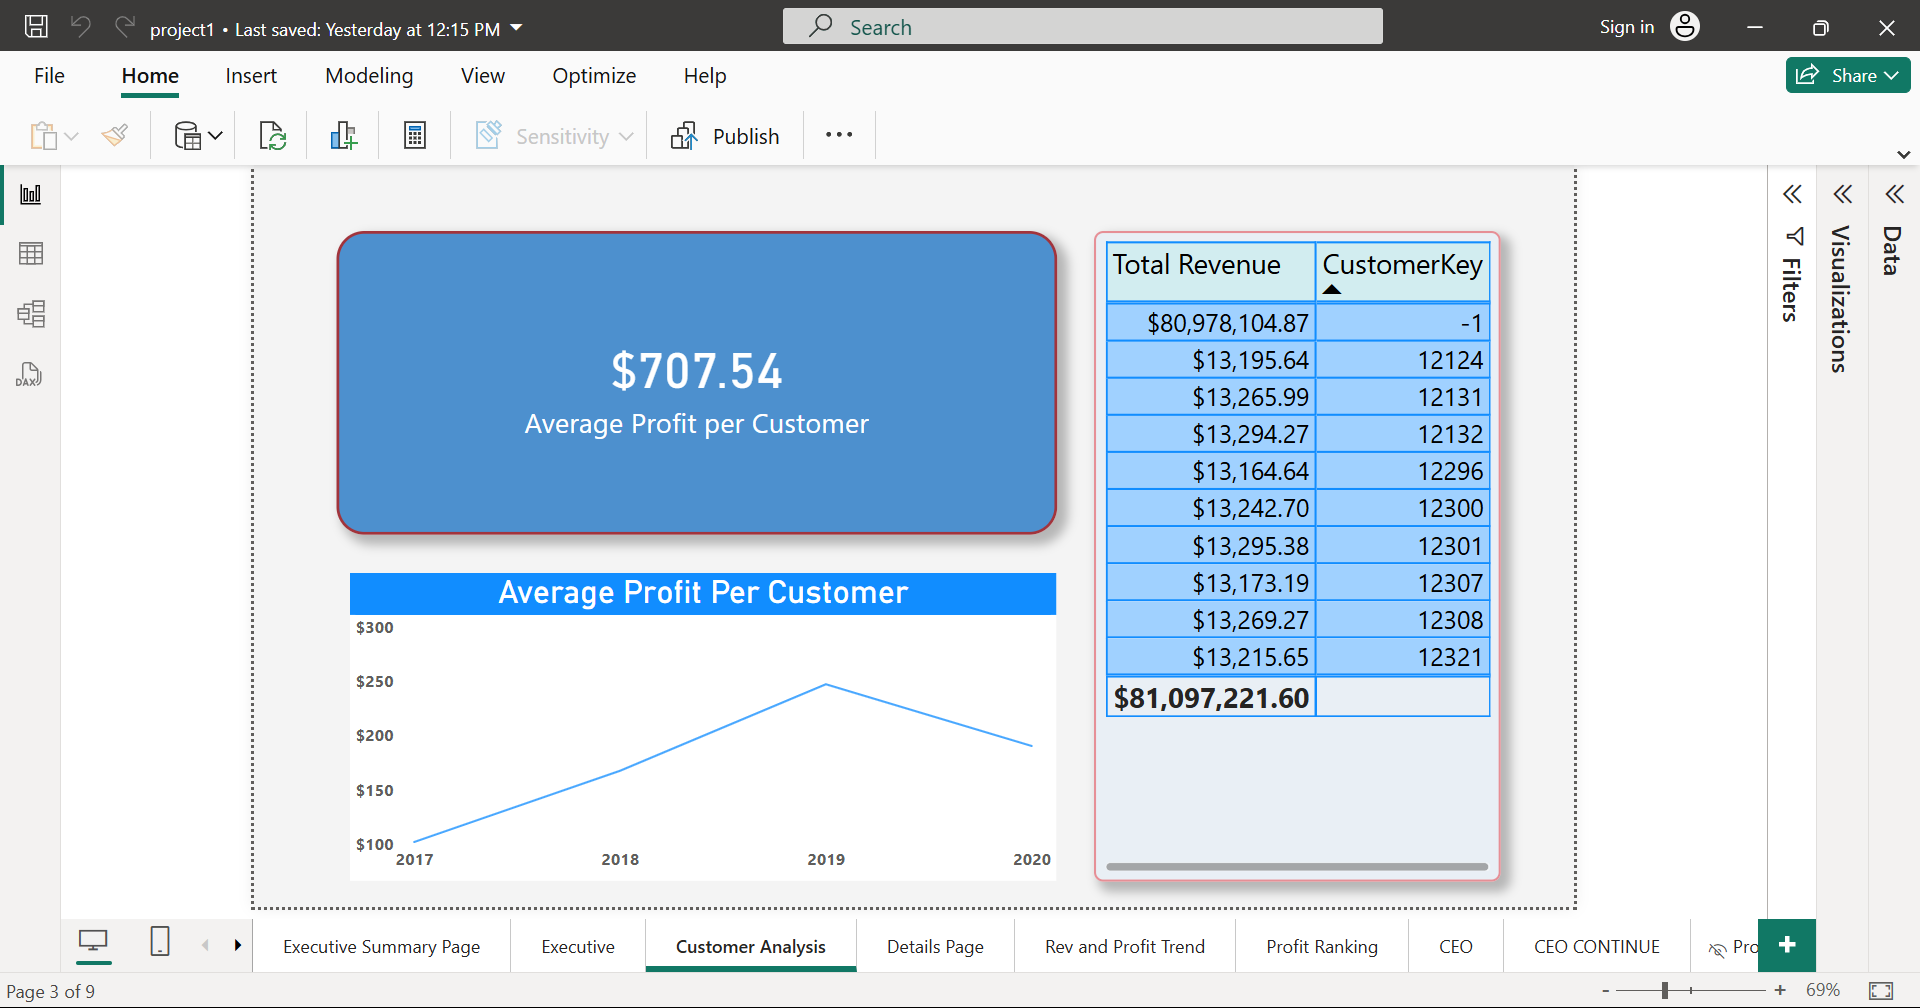 project1 • Last saved: Yesterday at 12:15 PM
Search
Sign in
File Home Insert Modeling View Optimize Help
Share
Sensitivity
Publish
DAX
$707.54
Average Profit per Customer
Average Profit Per Customer
$300
$250
$200
$150
$100
2017 2018 2019 2020
Total Revenue CustomerKey
$80,978,104.87 -1
$13,195.64 12124
$13,265.99 12131
$13,294.27 12132
$13,164.64 12296
$13,242.70 12300
$13,295.38 12301
$13,173.19 12307
$13,269.27 12308
$13,215.65 12321
$81,097,221.60
Filters
Visualizations
Data
Executive Summary Page Executive Customer Analysis Details Page Rev and Profit Trend Profit Ranking CEO CEO CONTINUE Pro
Page 3 of 9
- + 69%